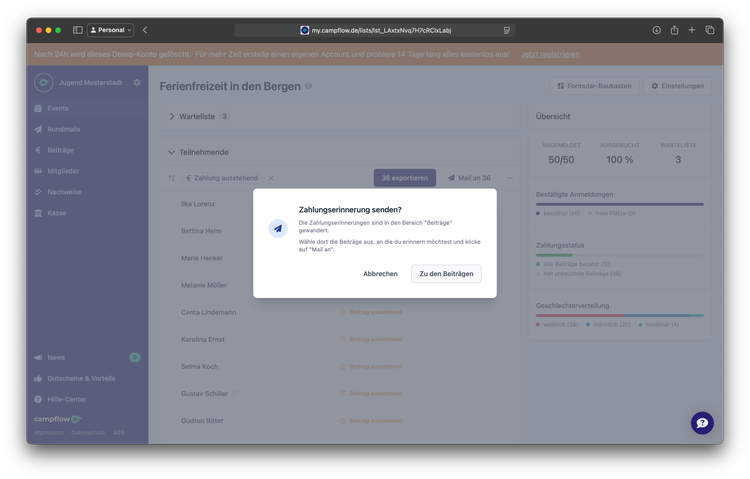 Personal
my.campflow.de/lists/lst_LAxtxNvq7H7cRClxLabj
Nach 24h wird dieses Demo-Konto gelöscht. Für mehr Zeit erstelle einen eigenen Account und probiere 14 Tage lang alles kostenlos aus! Jetzt registrieren
Jugend Musterstadt
Events
Rundmails
Beiträge
Mitglieder
Nachweise
Kasse
News
Gutscheine & Vorteile
Hilfe-Center
campflow
Impressum Datenschutz AGB
Ferienfreizeit in den Bergen
Formular-Baukasten
Einstellungen
Warteliste 3
Teilnehmende
Zahlung ausstehend
36 exportieren
Mail an 36
Ilka Lorenz
Bettina Heim
Marie Henkel
Melanie Möller
Centa Lindemann Beitrag ausstehend
Karolina Ernst Beitrag ausstehend
Selma Koch Beitrag ausstehend
Gustav Schiller Beitrag ausstehend
Gudrun Ritter Beitrag ausstehend
Zahlungserinnerung senden?
Die Zahlungserinnerungen sind in den Bereich "Beiträge"
gewandert.
Wähle dort die Beiträge aus, an die du erinnern möchtest und klicke
auf "Mail an".
Abbrechen
Zu den Beiträgen
Übersicht
ANGEMELDET AUSGEBUCHT WARTELISTE
50/50 100 % 3
Bestätigte Anmeldungen
bestätigt (50) freie Plätze (0)
Zahlungsstatus
Alle Beiträge bezahlt (10)
Hat unbezahlte Beiträge (36)
Geschlechterverteilung
weiblich (28) männlich (20) nonbinär (4)